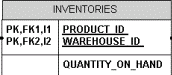 INVENTORIES
PK,FK1,I1 PRODUCT_ID
PK,FK2,I2 WAREHOUSE_ID
QUANTITY_ON_HAND